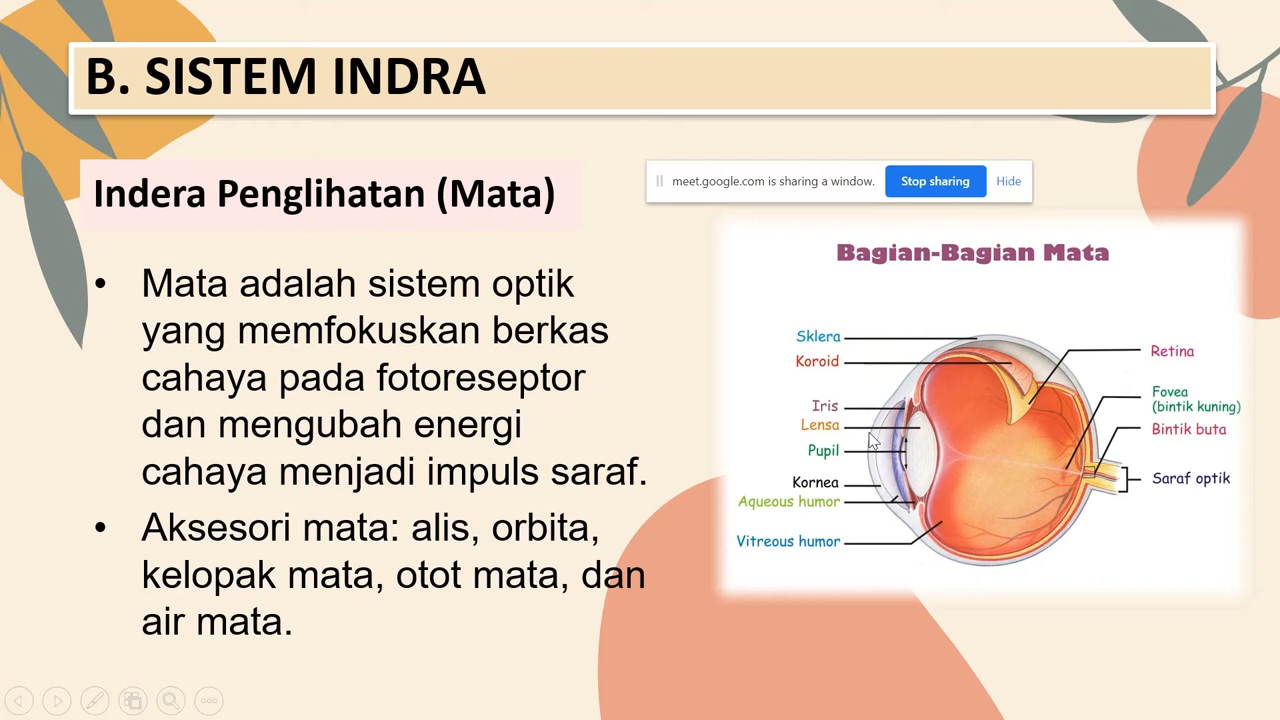 B. SISTEM INDRA
Indera Penglihatan (Mata)
meet.google.com is sharing a window.
Stop sharing
Hide
• Mata adalah sistem optik
yang memfokuskan berkas
cahaya pada fotoreseptor
dan mengubah energi
cahaya menjadi impuls saraf.
• Aksesori mata: alis, orbita,
kelopak mata, otot mata, dan
air mata.
Bagian-Bagian Mata
Sklera
Koroid
Iris
Lensa
Pupil
Kornea
Aqueous humor
Vitreous humor
Retina
Fovea
(bintik kuning)
Bintik buta
Saraf optik